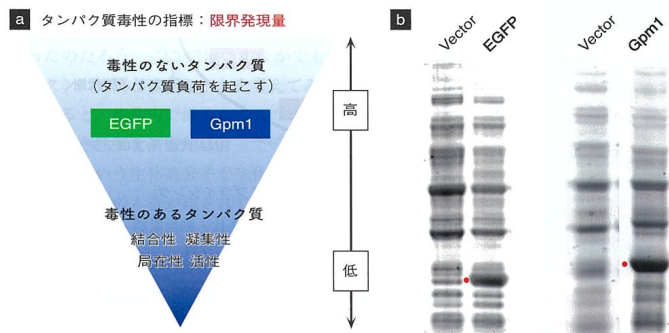 a タンパク質毒性の指標：限界発現量
毒性のないタンパク質
(タンパク質負荷を起こす)
EGFP Gpm1
毒性のあるタンパク質
結合性 凝集性
局在性 活性
高
低
b
Vector EGFP
Vector Gpm1